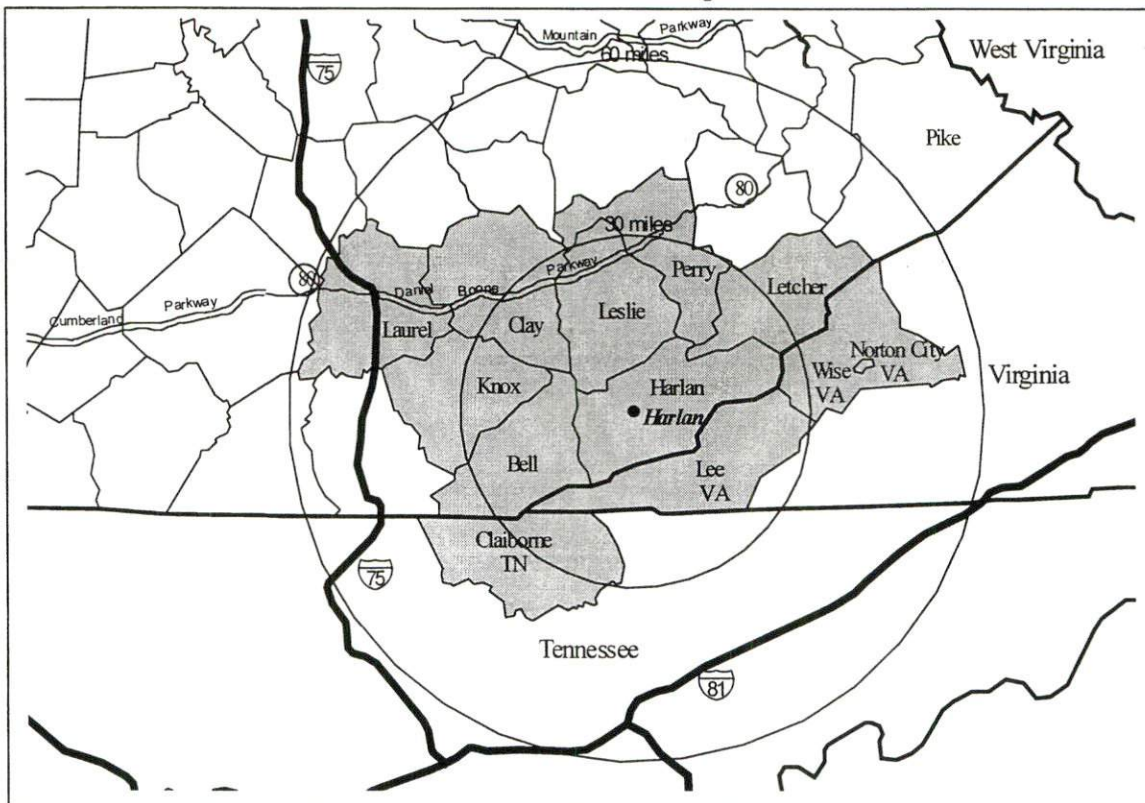 Mountain Parkway
60 miles
West Virginia
75
Pike
80
30 miles
Perry
Letcher
80
Parkway
Daniel Boone
Parkway
Cumberland
Laurel
Clay
Leslie
Norton City
VA
Wise
VA
Virginia
Knox
Harlan
Harlan
Bell
Lee
VA
Claiborne
TN
75
Tennessee
81